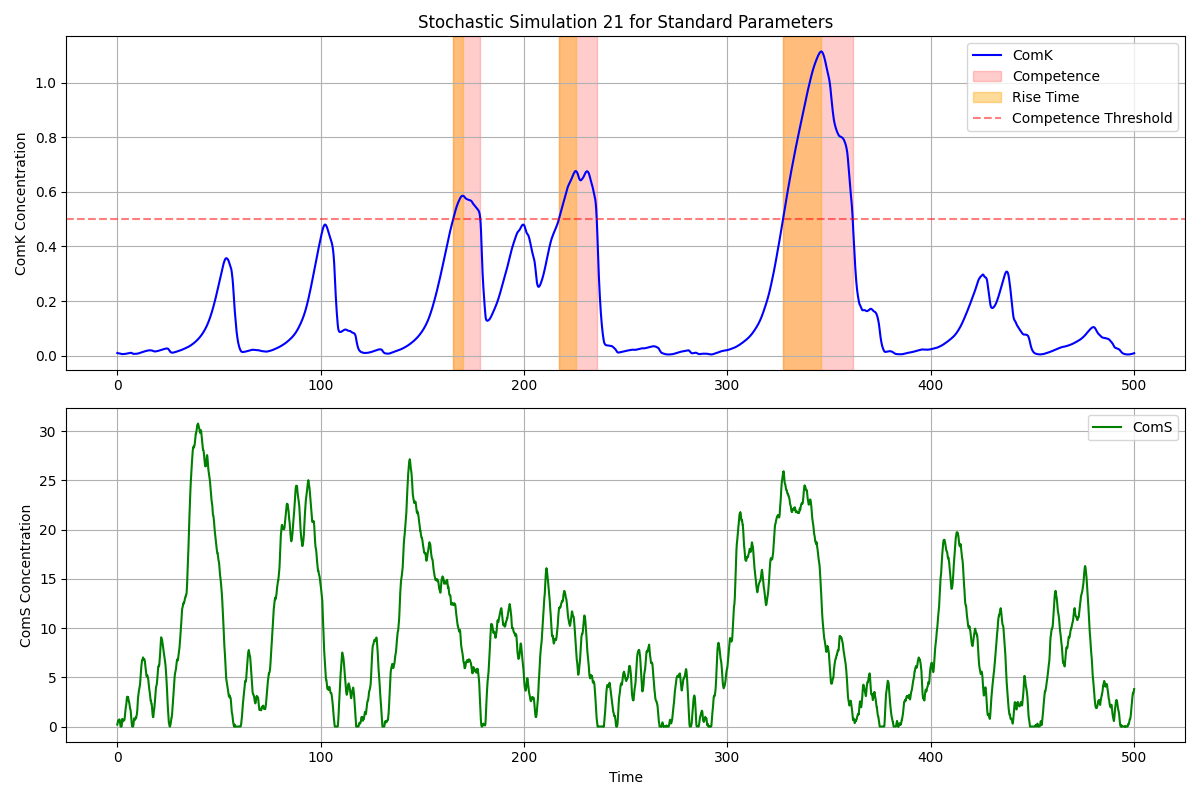 Stochastic Simulation 21 for Standard Parameters
ComK Concentration
1.0
0.8
0.6
0.4
0.2
0.0
ComK
Competence
Rise Time
Competence Threshold
0 100 200 300 400 500
ComS Concentration
30
25
20
15
10
5
0
ComS
0 100 200 300 400 500
Time